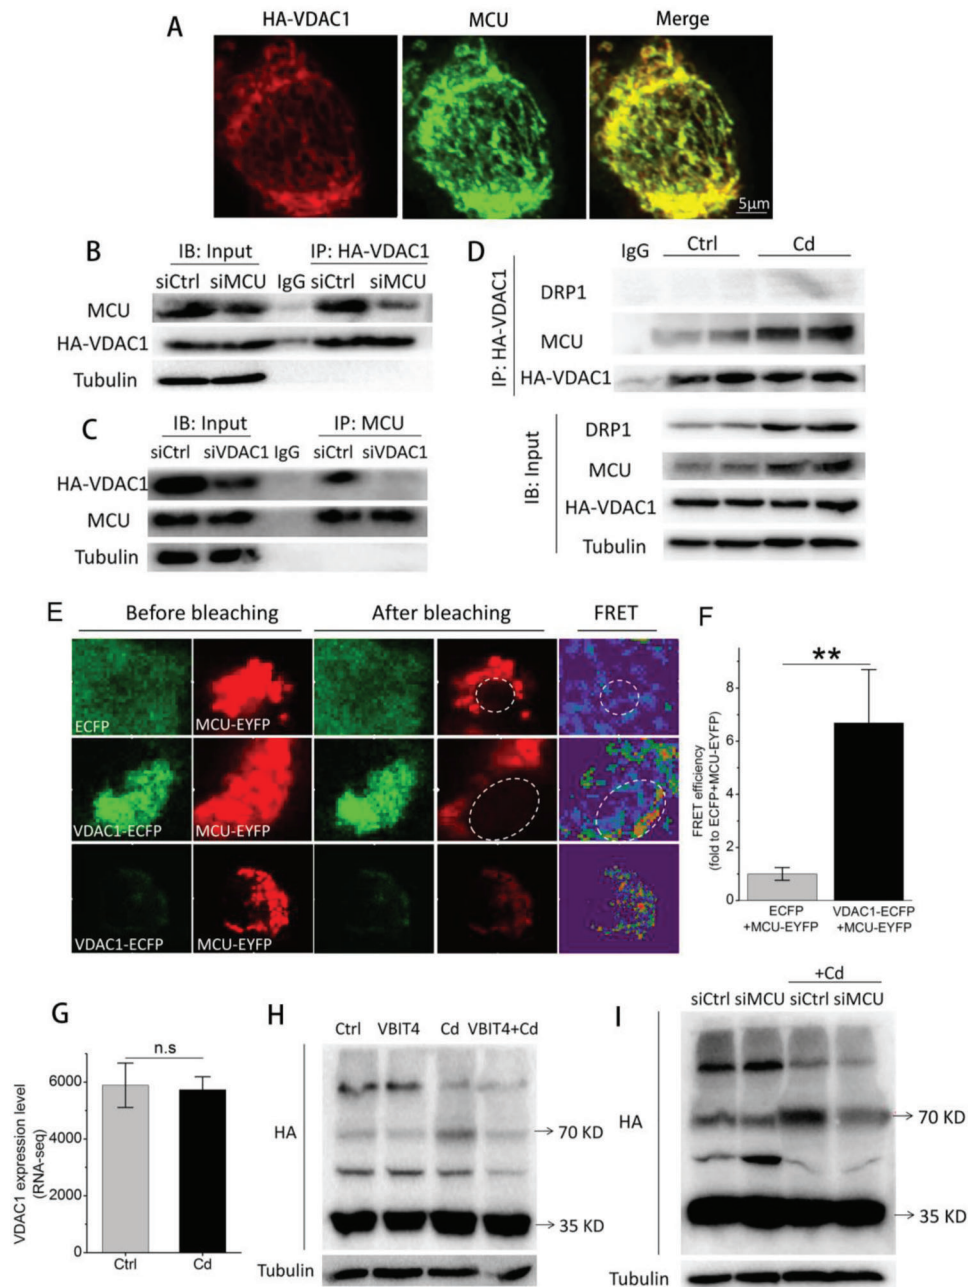 A
HA-VDAC1 MCU Merge
5μm
B
IB: Input IP: HA-VDAC1
siCtrl siMCU IgG siCtrl siMCU
MCU
HA-VDAC1
Tubulin
C
IB: Input IP: MCU
siCtrl siVDAC1 IgG siCtrl siVDAC1
HA-VDAC1
MCU
Tubulin
D
IgG Ctrl Cd
IP: HA-VDAC1
DRP1
MCU
HA-VDAC1
IB: Input
DRP1
MCU
HA-VDAC1
Tubulin
E
Before bleaching After bleaching FRET
ECFP MCU-EYFP
VDAC1-ECFP MCU-EYFP
VDAC1-ECFP MCU-EYFP
F
**
FRET efficiency
(fold to ECFP+MCU-EYFP)
8
6
4
2
0
ECFP VDAC1-ECFP
+MCU-EYFP +MCU-EYFP
G
n.s
VDAC1 expression level
(RNA-seq)
6000
4000
2000
0
Ctrl Cd
H
Ctrl VBIT4 Cd VBIT4+Cd
HA
70 KD
35 KD
Tubulin
I
+Cd
siCtrl siMCU siCtrl siMCU
HA
70 KD
35 KD
Tubulin